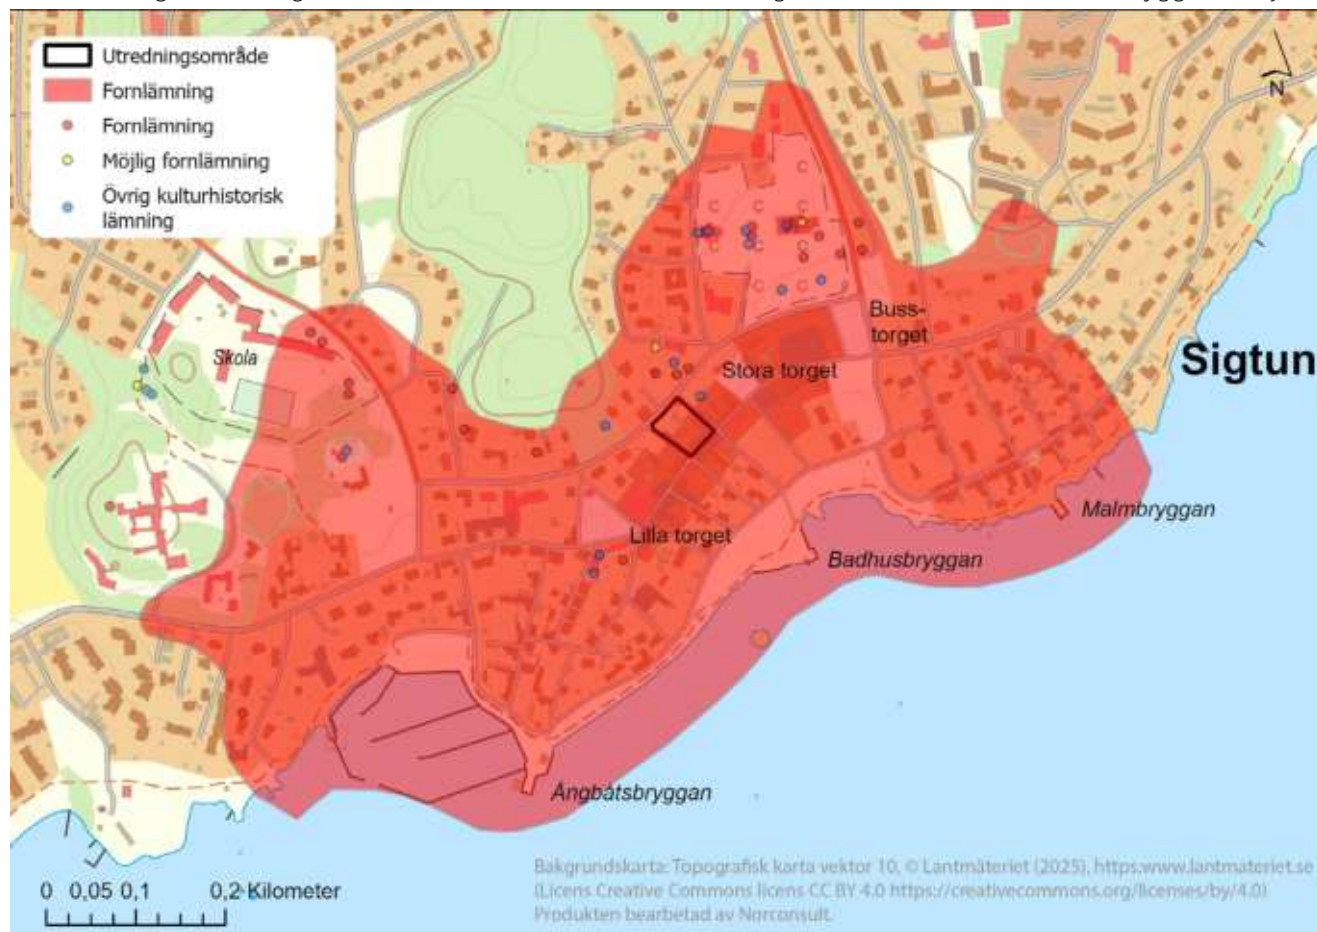 Utredningsområde
Fornlämning
Fornlämning
Möjlig fornlämning
Övrig kulturhistorisk
lämning
N
Skola
Buss-
torget
Stora torget
Sigtun
Lilla torget
Malmbryggan
Badhusbryggan
Ångbåtsbryggan
0 0,05 0,1 0,2 Kilometer
Bakgrundskarta: Topografisk karta vektor 10, © Lantmäteriet (2025), https:www.lantmateriet.se
(Licens Creative Commons licens CC BY 4.0 https://creativecommons.org/licenses/by/4.0)
Produkten bearbetad av Norconsult.